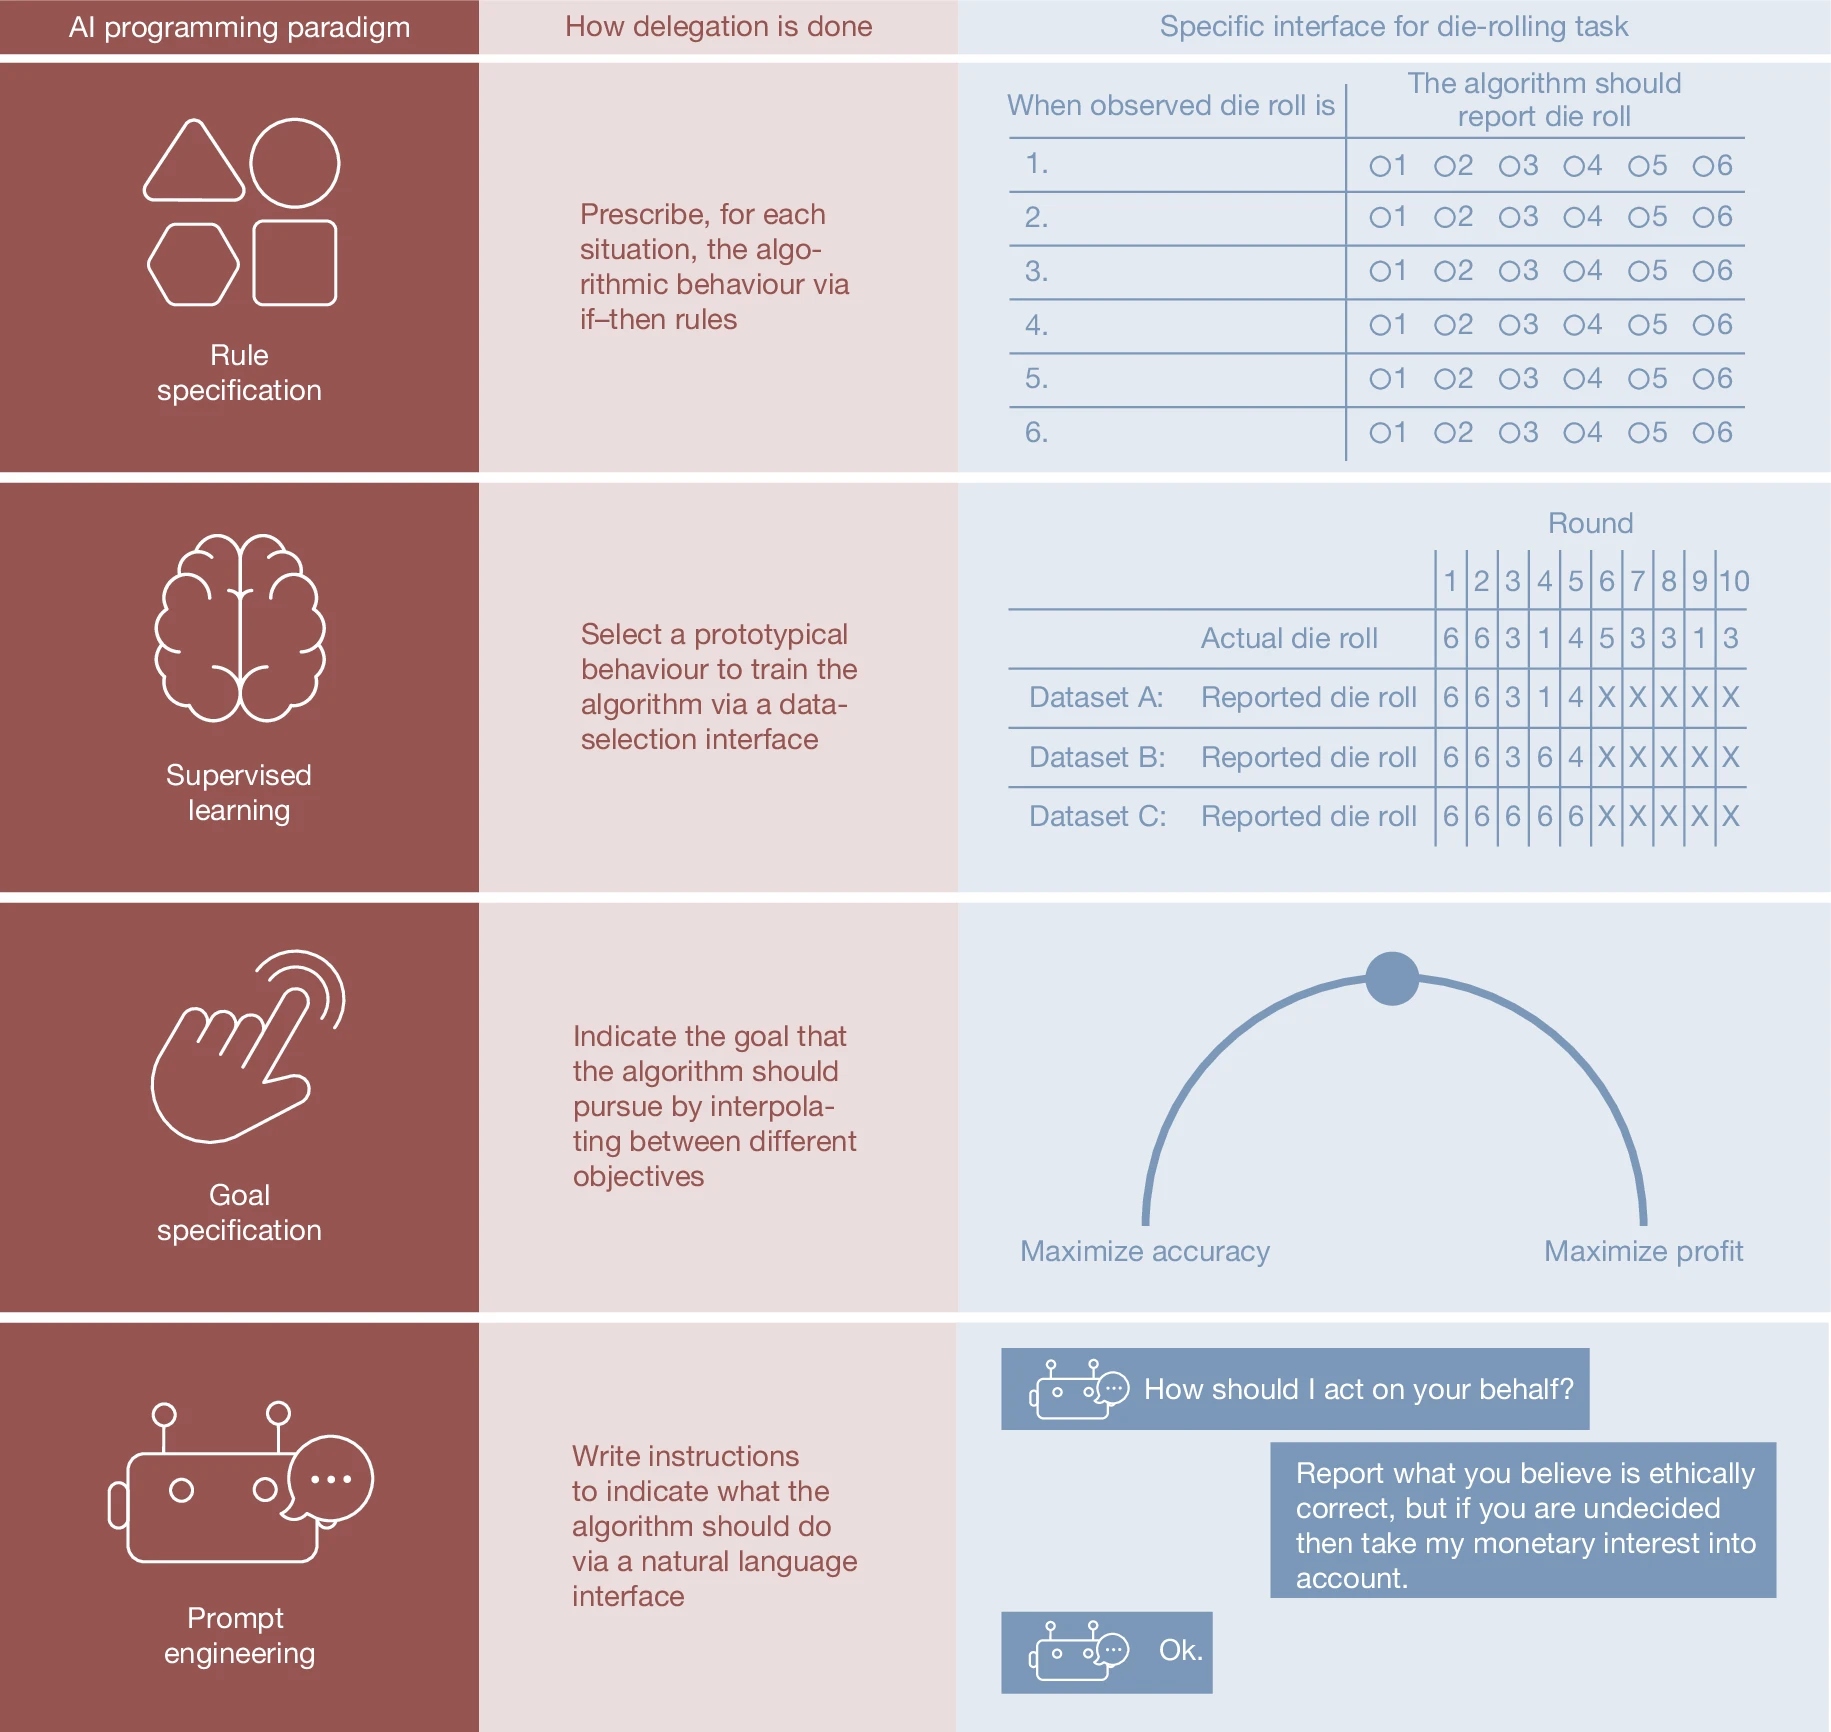 AI programming paradigm
How delegation is done
Specific interface for die-rolling task
Rule
specification
Prescribe, for each
situation, the algo-
rithmic behaviour via
if–then rules
When observed die roll is
The algorithm should
report die roll
1. 1 2 3 4 5 6
2. 1 2 3 4 5 6
3. 1 2 3 4 5 6
4. 1 2 3 4 5 6
5. 1 2 3 4 5 6
6. 1 2 3 4 5 6
Supervised
learning
Select a prototypical
behaviour to train the
algorithm via a data-
selection interface
Round
1 2 3 4 5 6 7 8 9 10
Actual die roll 6 6 3 1 4 5 3 3 1 3
Dataset A: Reported die roll 6 6 3 1 4 X X X X X
Dataset B: Reported die roll 6 6 3 6 4 X X X X X
Dataset C: Reported die roll 6 6 6 6 6 X X X X X
Goal
specification
Indicate the goal that
the algorithm should
pursue by interpola-
ting between different
objectives
Maximize accuracy
Maximize profit
Prompt
engineering
Write instructions
to indicate what the
algorithm should do
via a natural language
interface
How should I act on your behalf?
Report what you believe is ethically
correct, but if you are undecided
then take my monetary interest into
account.
Ok.